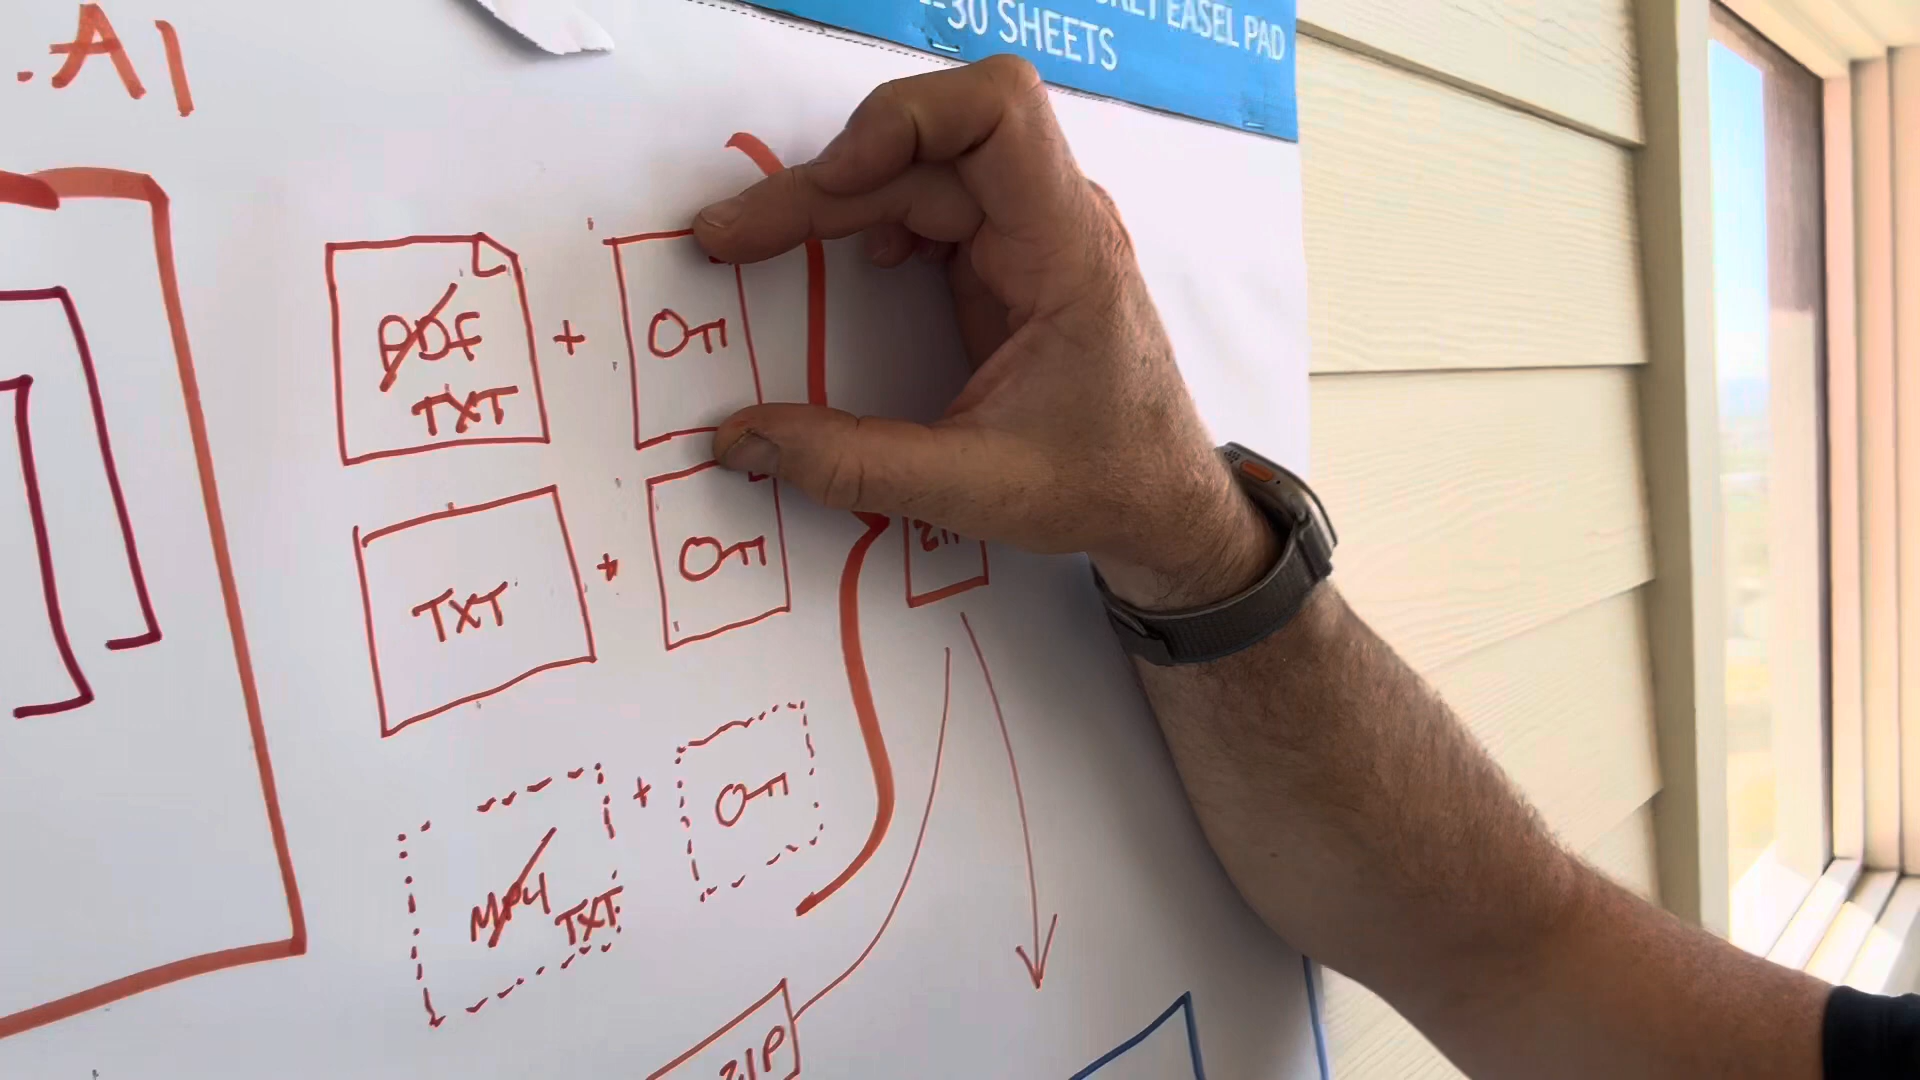 EASEL PAD
-30 SHEETS
.AI
PDF
TXT
TXT
MP4
TXT
ZIP